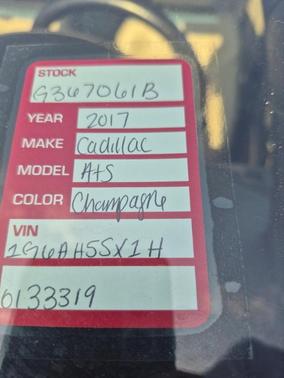 STOCK
G367061B
YEAR 2017
MAKE Cadillac
MODEL Ats
COLOR Champagne
VIN
1G6AH5SX1H
0133319